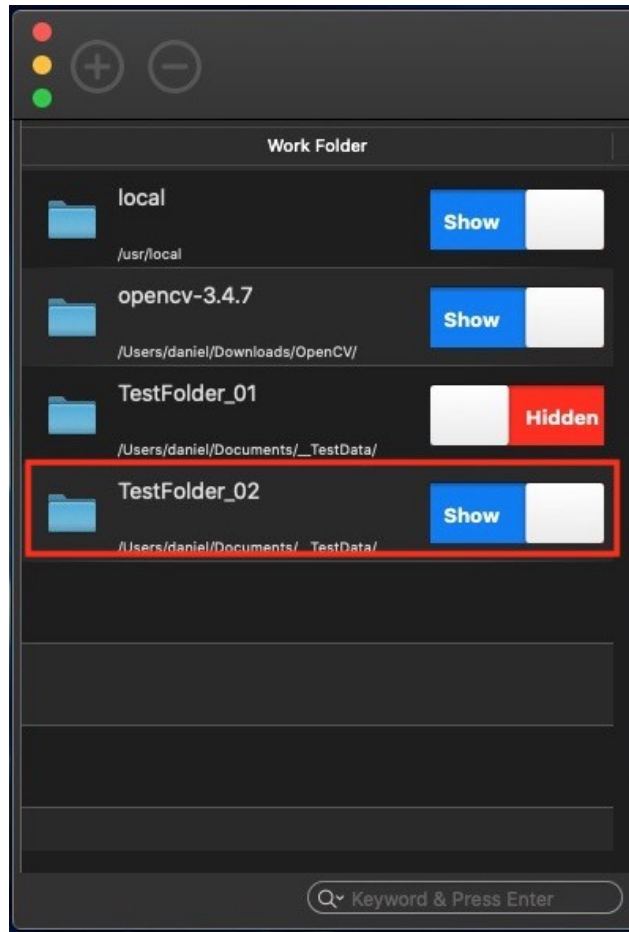 Work Folder
local
Show
/usr/local
opencv-3.4.7
Show
/Users/daniel/Downloads/OpenCV/
TestFolder_01
Hidden
/Users/daniel/Documents/__TestData/
TestFolder_02
Show
/Users/daniel/Documents/__TestData/
Keyword & Press Enter